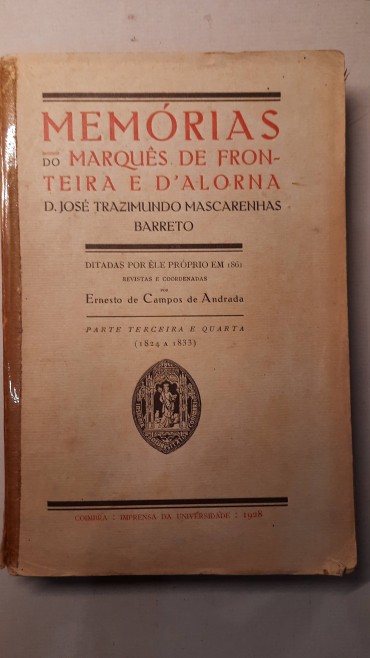 MEMÓRIAS
DO MARQUÊS DE FRON-
TEIRA E D'ALORNA
D. JOSÉ TRAZIMUNDO MASCARENHAS
BARRETO
DITADAS POR ÊLE PRÓPRIO EM 1861
REVISTAS E COORDENADAS
POR
Ernesto de Campos de Andrada
PARTE TERCEIRA E QUARTA
(1824 A 1833)
COIMBRA : IMPRENSA DA UNIVERSIDADE : 1928